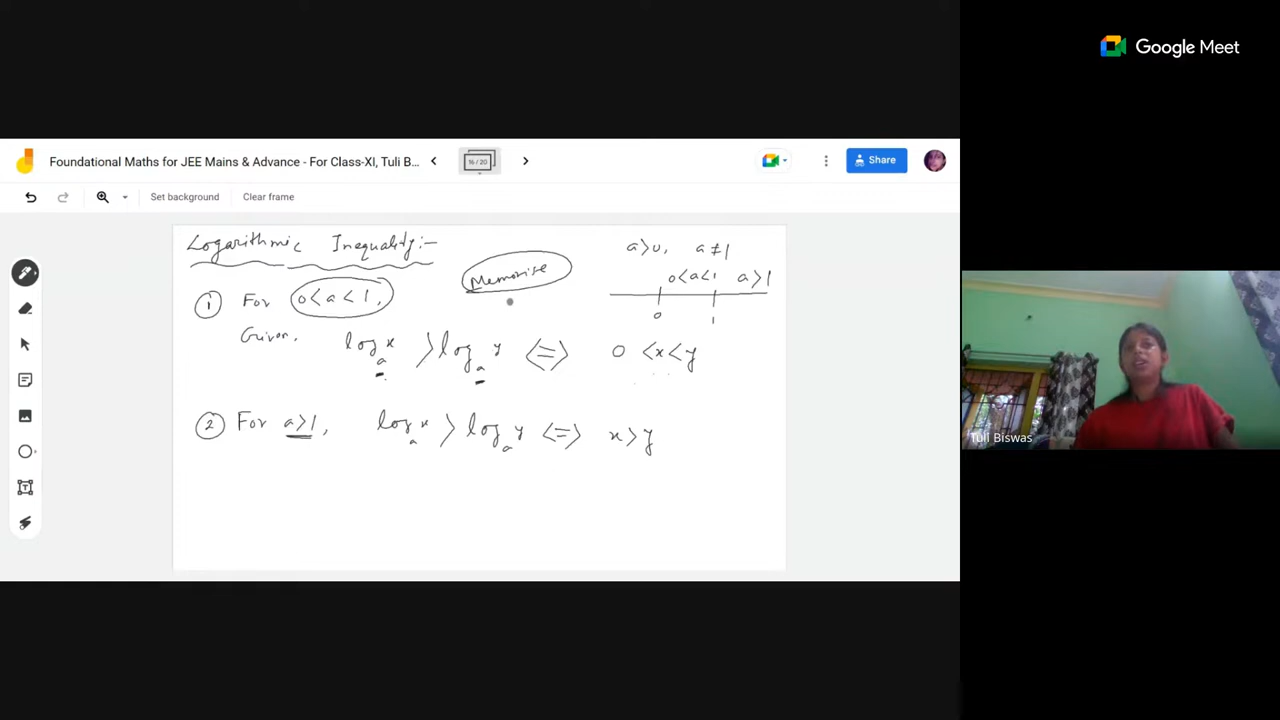 Google Meet
Foundational Maths for JEE Mains & Advance - For Class-XI, Tuli B...
16 / 20
Share
Set background
Clear frame
Logarithmic Inequality:-
Memorise
a>0, a≠1
0<a<1 a>1
0 1
① For 0<a<1,
Given, logₐx > logₐy <=> 0<x<y
② For a>1, logₐx > logₐy <=> x>y
Tuli Biswas